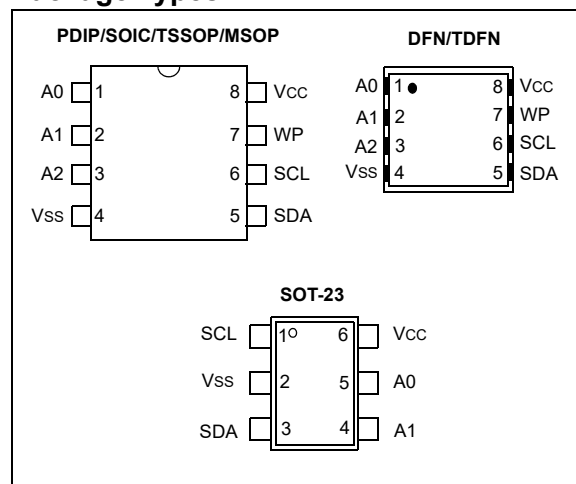 PDIP/SOIC/TSSOP/MSOP
A0 1 8 VCC
A1 2 7 WP
A2 3 6 SCL
VSS 4 5 SDA
DFN/TDFN
A0 1 8 VCC
A1 2 7 WP
A2 3 6 SCL
VSS 4 5 SDA
SOT-23
SCL 1 6 VCC
VSS 2 5 A0
SDA 3 4 A1